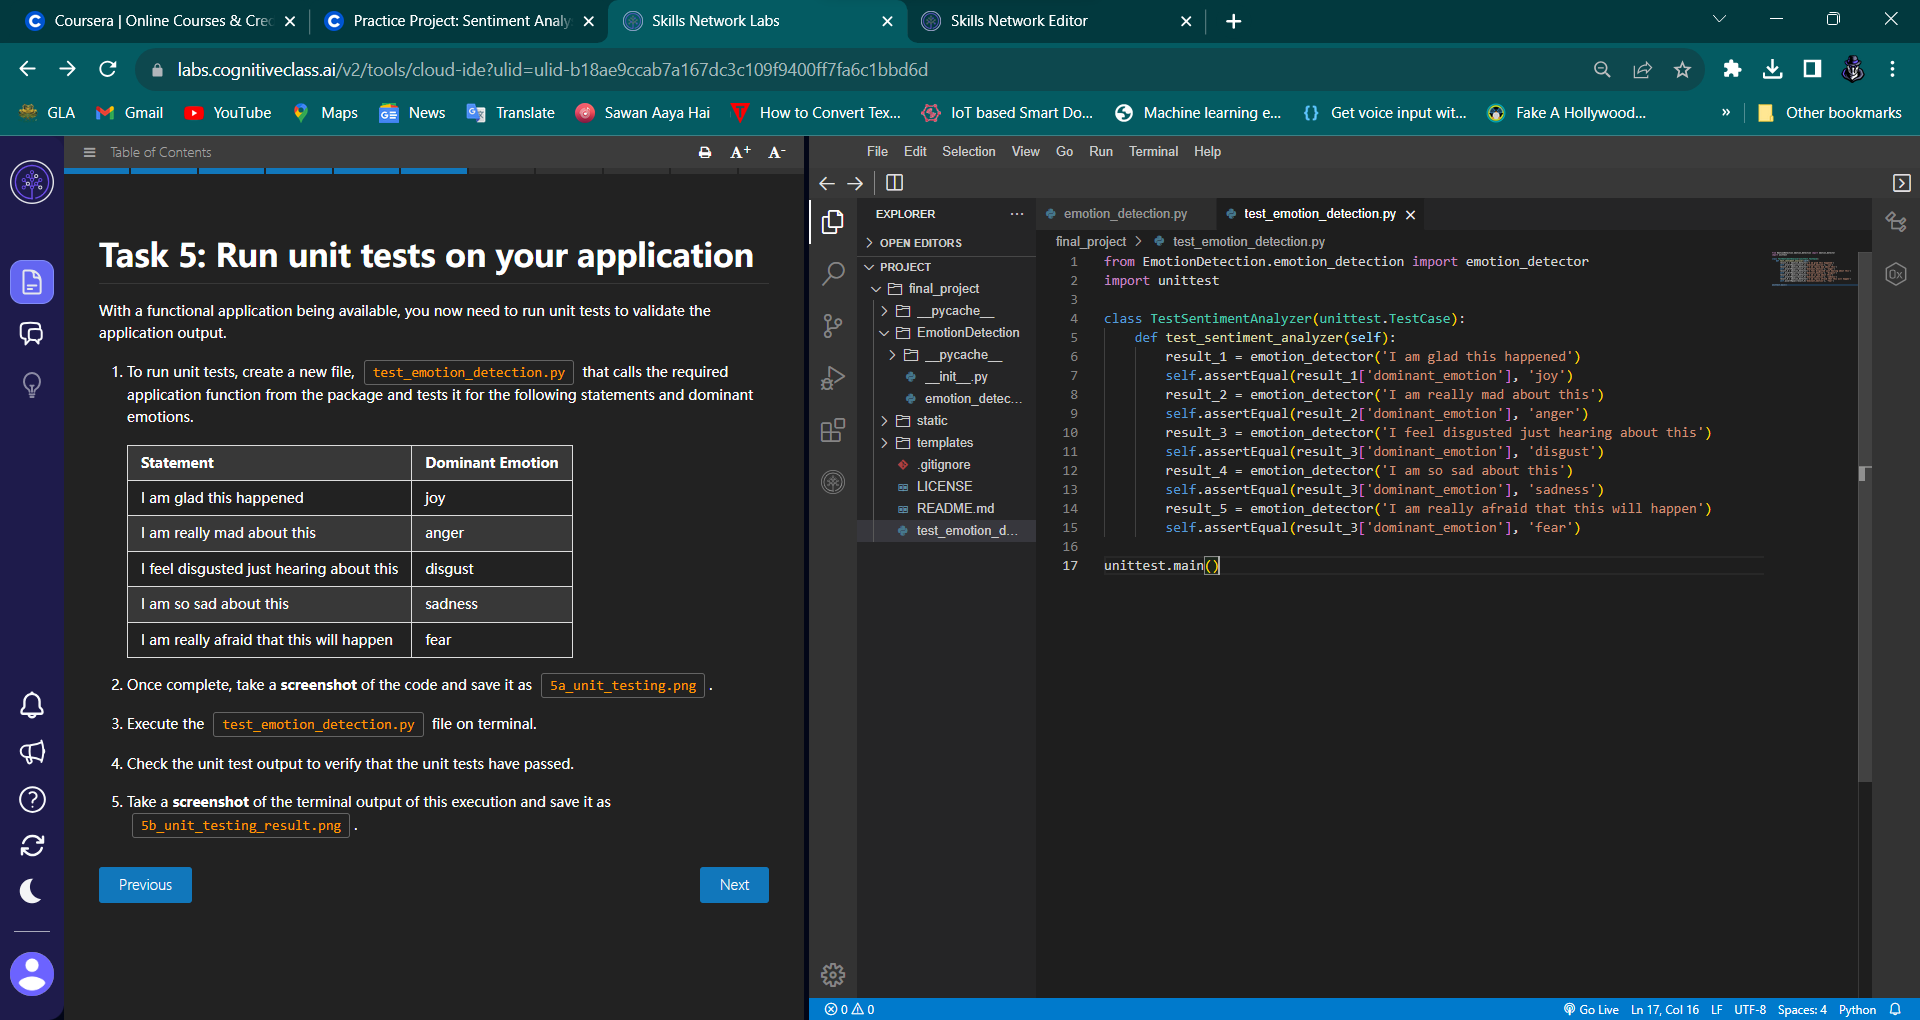 Coursera | Online Courses & Cre
Practice Project: Sentiment Analy
Skills Network Labs
Skills Network Editor
labs.cognitiveclass.ai/v2/tools/cloud-ide?ulid=ulid-b18ae9ccab7a167dc3c109f9400ff7fa6c1bbd6d
GLA
Gmail
YouTube
Maps
News
Translate
Sawan Aaya Hai
How to Convert Tex...
IoT based Smart Do...
Machine learning e...
Get voice input wit...
Fake A Hollywood...
»
Other bookmarks
Table of Contents
A+
A-
Task 5: Run unit tests on your application
With a functional application being available, you now need to run unit tests to validate the
application output.
1. To run unit tests, create a new file, test_emotion_detection.py that calls the required
application function from the package and tests it for the following statements and dominant
emotions.
Statement Dominant Emotion
I am glad this happened joy
I am really mad about this anger
I feel disgusted just hearing about this disgust
I am so sad about this sadness
I am really afraid that this will happen fear
2. Once complete, take a screenshot of the code and save it as 5a_unit_testing.png .
3. Execute the test_emotion_detection.py file on terminal.
4. Check the unit test output to verify that the unit tests have passed.
5. Take a screenshot of the terminal output of this execution and save it as
5b_unit_testing_result.png .
Previous
Next
File Edit Selection View Go Run Terminal Help
EXPLORER ...
OPEN EDITORS
PROJECT
final_project
__pycache__
EmotionDetection
__pycache__
__init__.py
emotion_detec...
static
templates
.gitignore
LICENSE
README.md
test_emotion_d...
emotion_detection.py
test_emotion_detection.py
final_project > test_emotion_detection.py
1 from EmotionDetection.emotion_detection import emotion_detector
2 import unittest
3
4 class TestSentimentAnalyzer(unittest.TestCase):
5 def test_sentiment_analyzer(self):
6 result_1 = emotion_detector('I am glad this happened')
7 self.assertEqual(result_1['dominant_emotion'], 'joy')
8 result_2 = emotion_detector('I am really mad about this')
9 self.assertEqual(result_2['dominant_emotion'], 'anger')
10 result_3 = emotion_detector('I feel disgusted just hearing about this')
11 self.assertEqual(result_3['dominant_emotion'], 'disgust')
12 result_4 = emotion_detector('I am so sad about this')
13 self.assertEqual(result_3['dominant_emotion'], 'sadness')
14 result_5 = emotion_detector('I am really afraid that this will happen')
15 self.assertEqual(result_3['dominant_emotion'], 'fear')
16
17 unittest.main()
0x
0 0
Go Live Ln 17, Col 16 LF UTF-8 Spaces: 4 Python